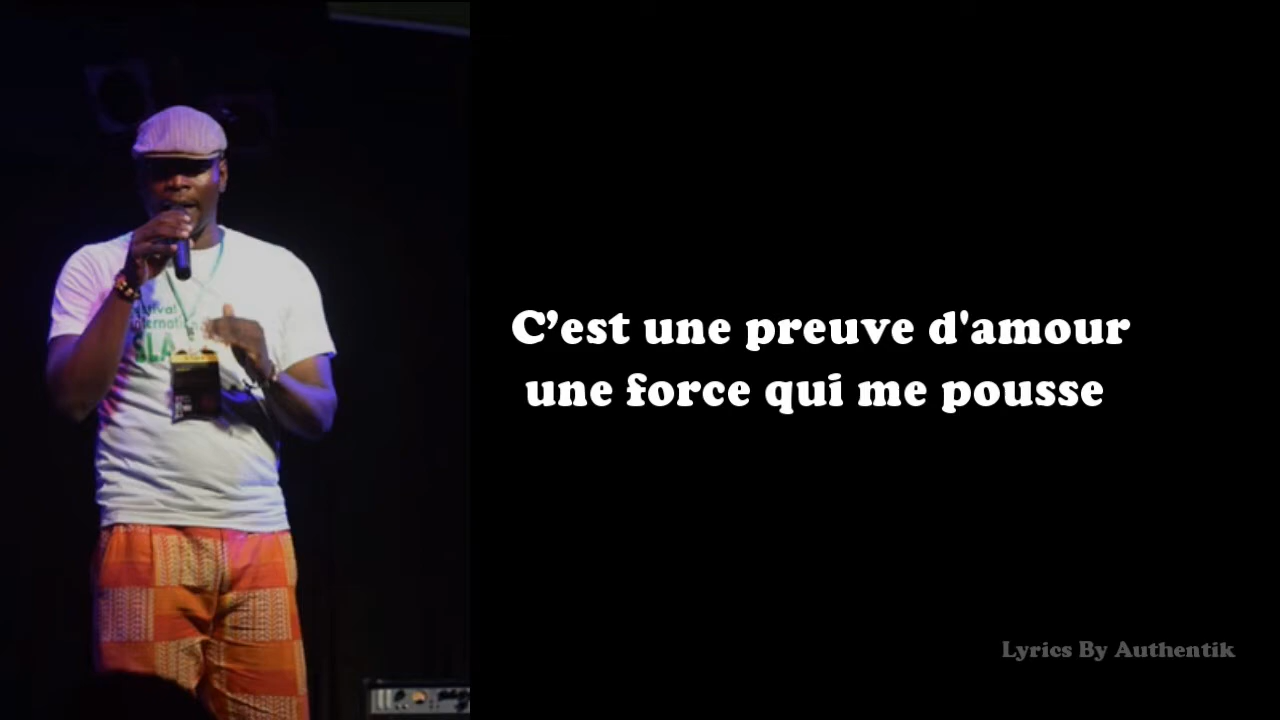 C’est une preuve d'amour
une force qui me pousse
Lyrics By Authentik